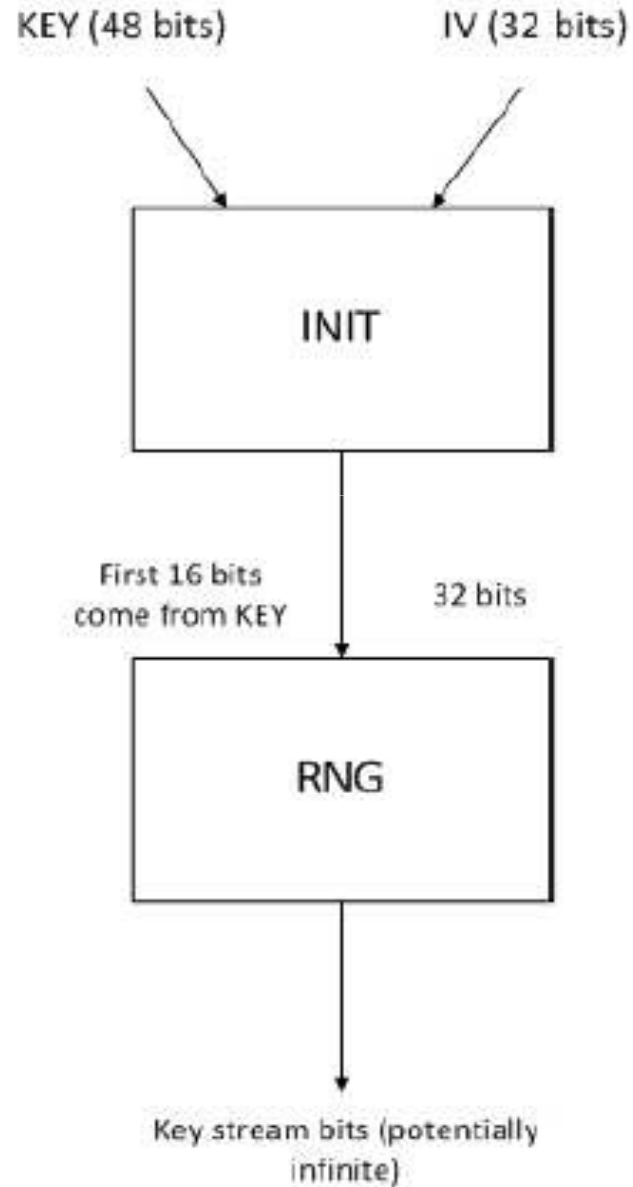 KEY (48 bits)
IV (32 bits)
INIT
First 16 bits
come from KEY
32 bits
RNG
Key stream bits (potentially
infinite)